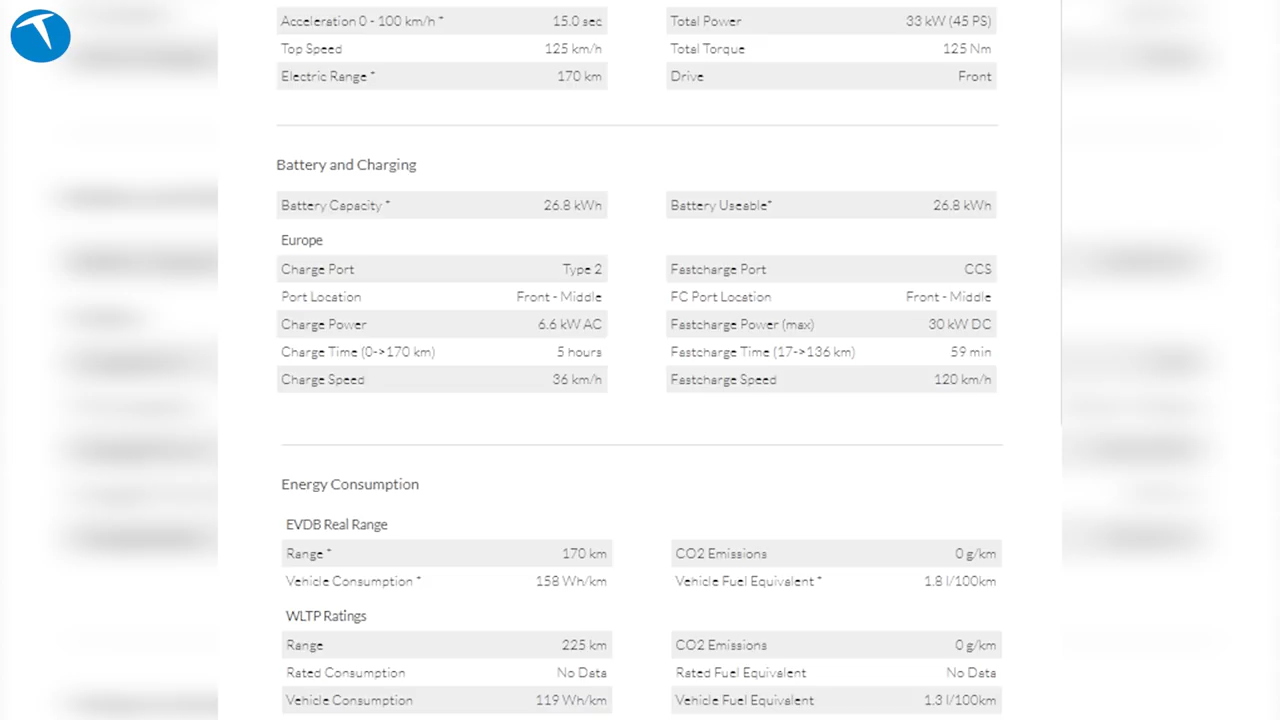 Acceleration 0 - 100 km/h * 15.0 sec Total Power 33 kW (45 PS)
Top Speed 125 km/h Total Torque 125 Nm
Electric Range * 170 km Drive Front
Battery and Charging
Battery Capacity * 26.8 kWh Battery Useable* 26.8 kWh
Europe
Charge Port Type 2 Fastcharge Port CCS
Port Location Front - Middle FC Port Location Front - Middle
Charge Power 6.6 kW AC Fastcharge Power (max) 30 kW DC
Charge Time (0->170 km) 5 hours Fastcharge Time (17->136 km) 59 min
Charge Speed 36 km/h Fastcharge Speed 120 km/h
Energy Consumption
EVDB Real Range
Range * 170 km CO2 Emissions 0 g/km
Vehicle Consumption * 158 Wh/km Vehicle Fuel Equivalent * 1.8 l/100km
WLTP Ratings
Range 225 km CO2 Emissions 0 g/km
Rated Consumption No Data Rated Fuel Equivalent No Data
Vehicle Consumption 119 Wh/km Vehicle Fuel Equivalent 1.3 l/100km